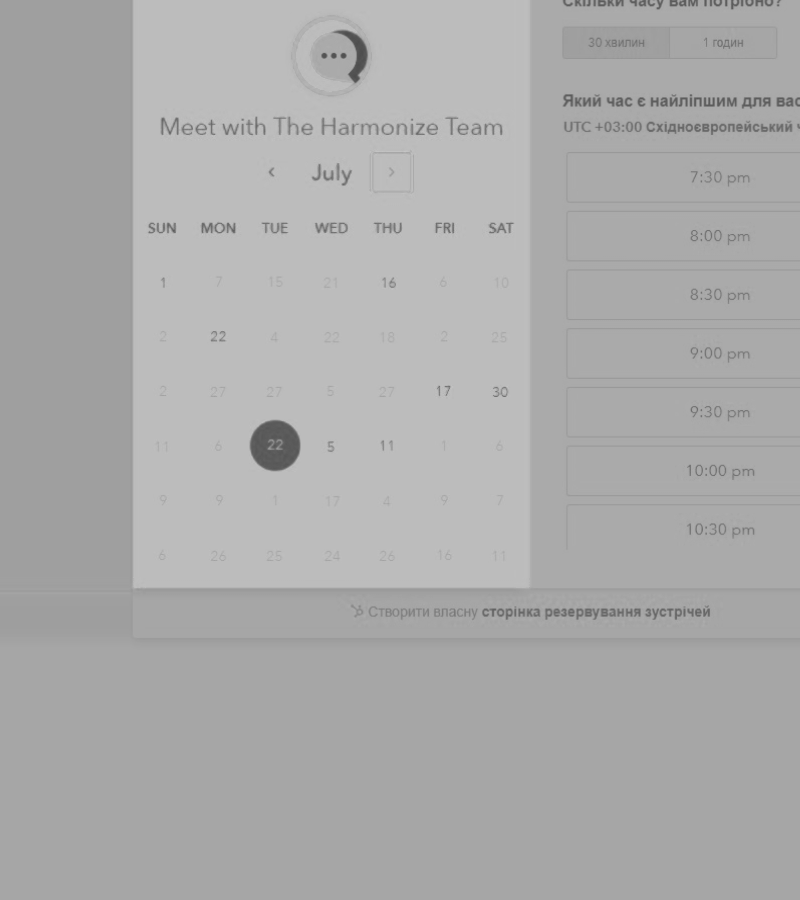 Скільки часу вам потрібно?
30 хвилин 1 годин
Meet with The Harmonize Team
July
SUN MON TUE WED THU FRI SAT
1 7 15 21 16 6 10
2 22 4 22 18 2 25
2 27 27 5 27 17 30
11 6 22 5 11 1 6
9 9 1 17 4 9 7
6 26 25 24 26 16 11
Який час є найліпшим для вас
UTC +03:00 Східноєвропейський ч
7:30 pm
8:00 pm
8:30 pm
9:00 pm
9:30 pm
10:00 pm
10:30 pm
Створити власну сторінка резервування зустрічей